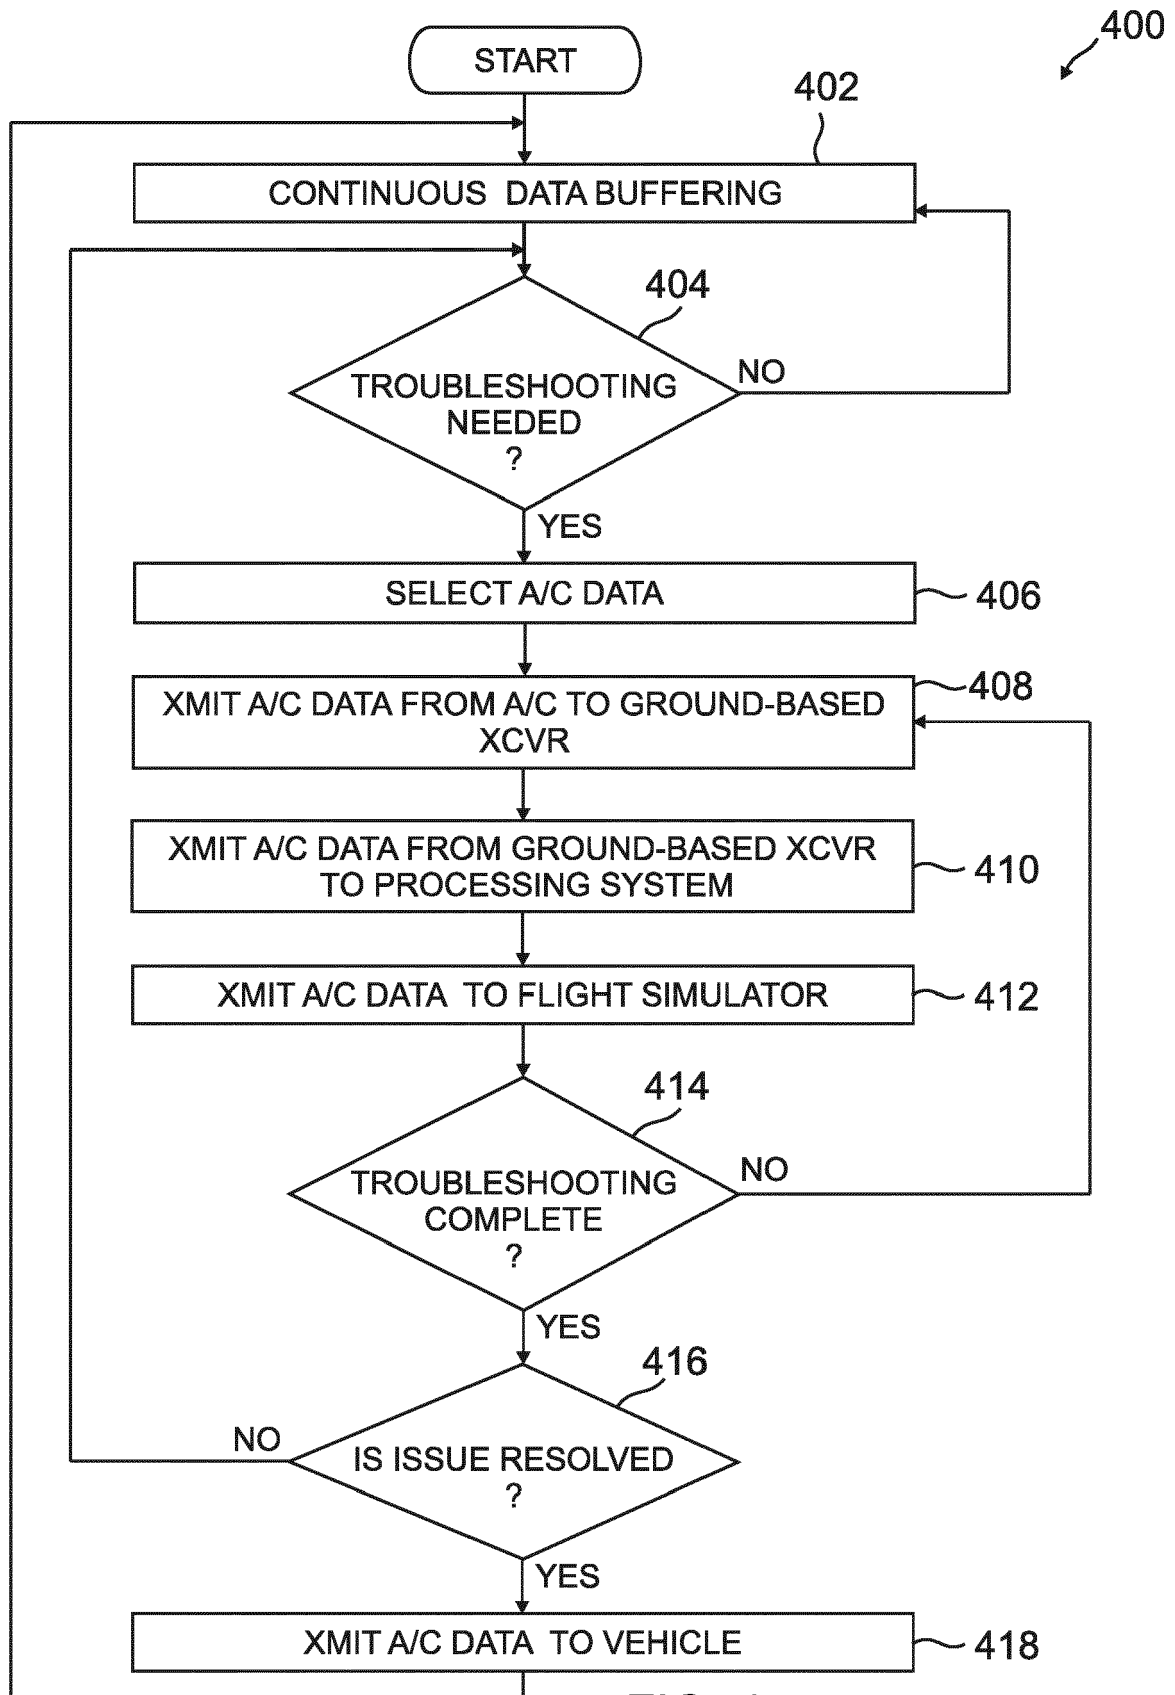 400
START
402
CONTINUOUS DATA BUFFERING
404
TROUBLESHOOTING
NEEDED
?
NO
YES
SELECT A/C DATA
406
XMIT A/C DATA FROM A/C TO GROUND-BASED
XCVR
408
XMIT A/C DATA FROM GROUND-BASED XCVR
TO PROCESSING SYSTEM
410
XMIT A/C DATA TO FLIGHT SIMULATOR
412
414
TROUBLESHOOTING
COMPLETE
?
NO
YES
416
IS ISSUE RESOLVED
?
NO
YES
XMIT A/C DATA TO VEHICLE
418